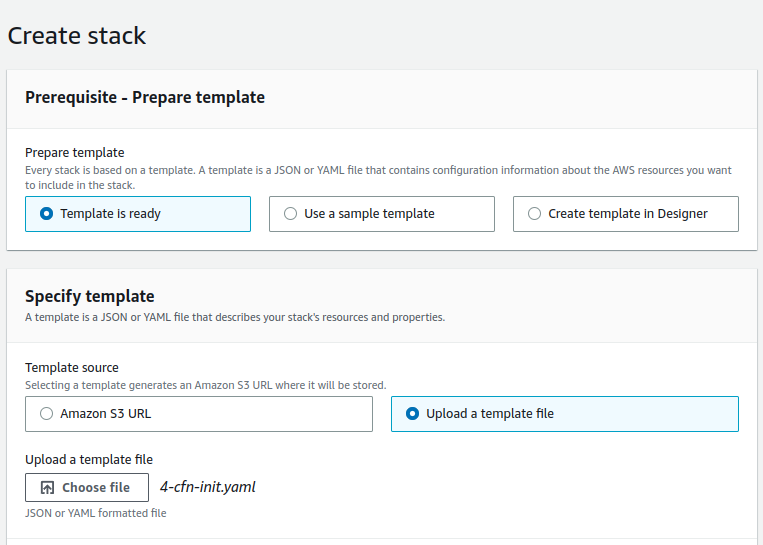 Create stack
Prerequisite - Prepare template
Prepare template
Every stack is based on a template. A template is a JSON or YAML file that contains configuration information about the AWS resources you want
to include in the stack.
Template is ready
Use a sample template
Create template in Designer
Specify template
A template is a JSON or YAML file that describes your stack's resources and properties.
Template source
Selecting a template generates an Amazon S3 URL where it will be stored.
Amazon S3 URL
Upload a template file
Upload a template file
Choose file
4-cfn-init.yaml
JSON or YAML formatted file